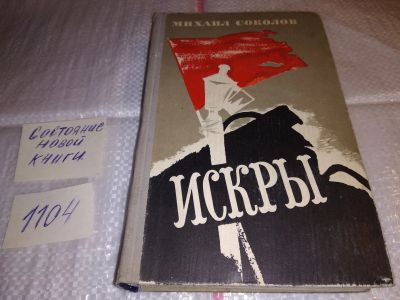 МИХАИЛ СОКОЛОВ
ИСКРЫ
Состояние
новой
книги
1104